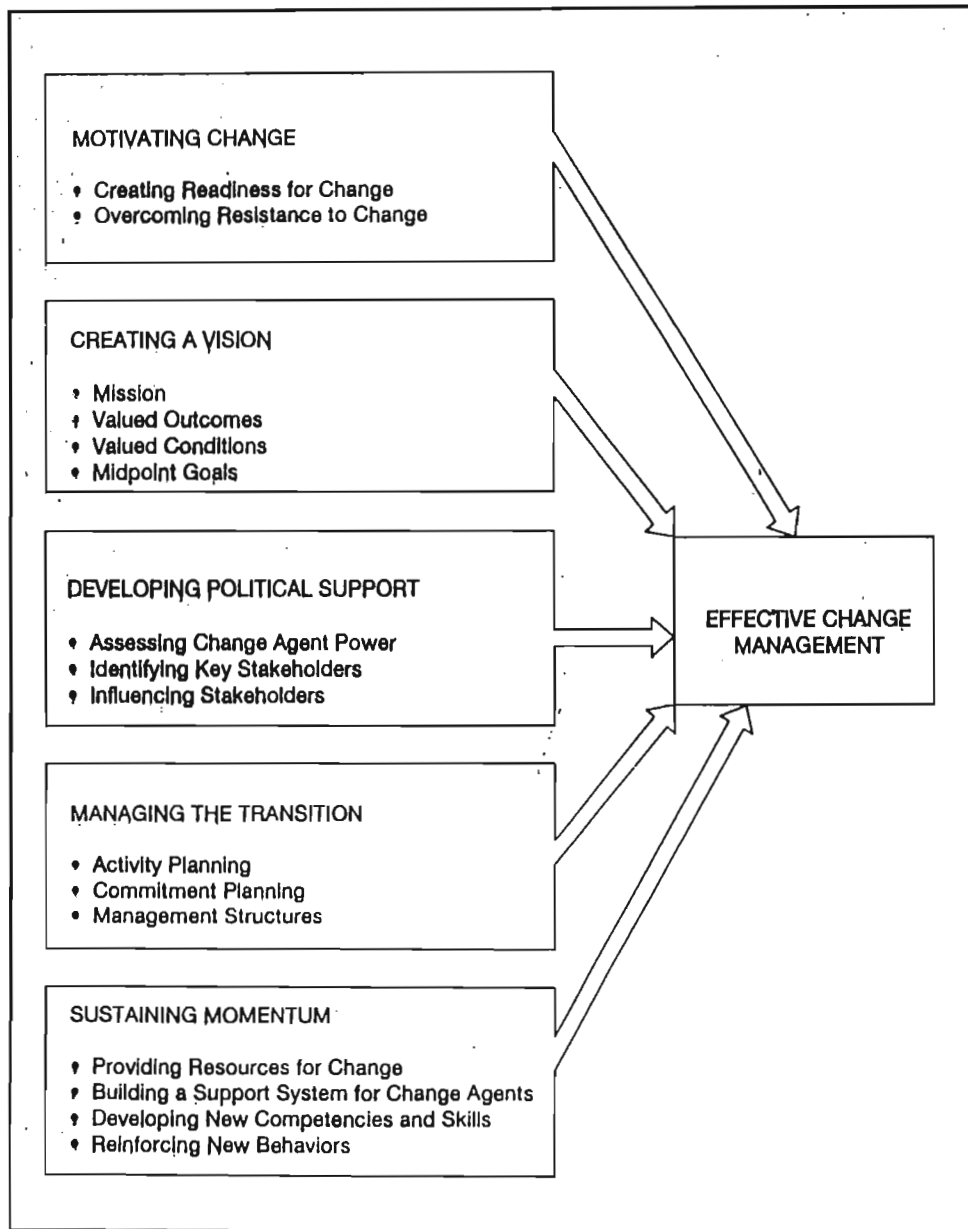 MOTIVATING CHANGE
• Creating Readiness for Change
• Overcoming Resistance to Change
CREATING A VISION
• Mission
• Valued Outcomes
• Valued Conditions
• Midpoint Goals
DEVELOPING POLITICAL SUPPORT
• Assessing Change Agent Power
• Identifying Key Stakeholders
• Influencing Stakeholders
EFFECTIVE CHANGE
MANAGEMENT
MANAGING THE TRANSITION
• Activity Planning
• Commitment Planning
• Management Structures
SUSTAINING MOMENTUM
• Providing Resources for Change
• Building a Support System for Change Agents
• Developing New Competencies and Skills
• Reinforcing New Behaviors